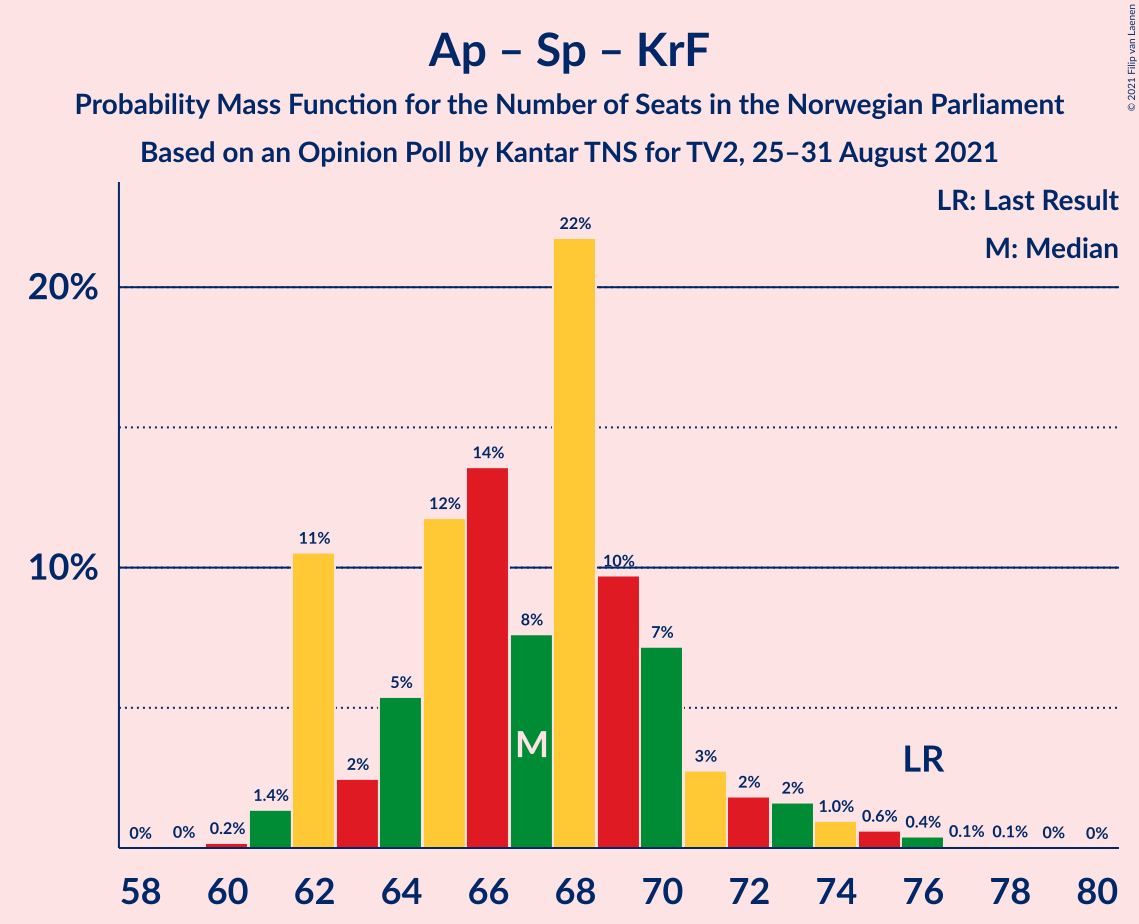 Ap – Sp – KrF
Probability Mass Function for the Number of Seats in the Norwegian Parliament
Based on an Opinion Poll by Kantar TNS for TV2, 25–31 August 2021
© 2021 Filip van Laenen
LR: Last Result
M: Median
20%
10%
0%
0%
0.2%
1.4%
11%
2%
5%
12%
14%
8%
22%
10%
7%
3%
2%
2%
1.0%
0.6%
0.4%
0.1%
0.1%
0%
0%
M
LR
58 60 62 64 66 68 70 72 74 76 78 80